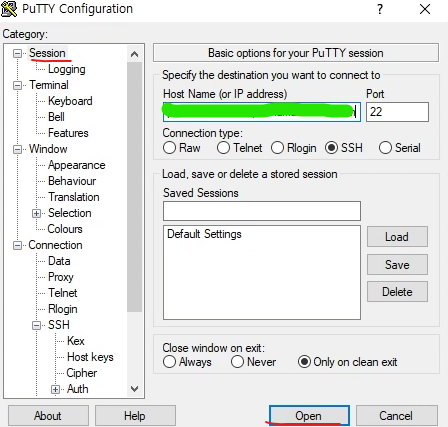 PuTTY Configuration
Category:
Session
Logging
Terminal
Keyboard
Bell
Features
Window
Appearance
Behaviour
Translation
Selection
Colours
Connection
Data
Proxy
Telnet
Rlogin
SSH
Kex
Host keys
Cipher
Auth
Basic options for your PuTTY session
Specify the destination you want to connect to
Host Name (or IP address) Port
22
Connection type:
Raw Telnet Rlogin SSH Serial
Load, save or delete a stored session
Saved Sessions
Default Settings
Load
Save
Delete
Close window on exit:
Always Never Only on clean exit
About Help Open Cancel